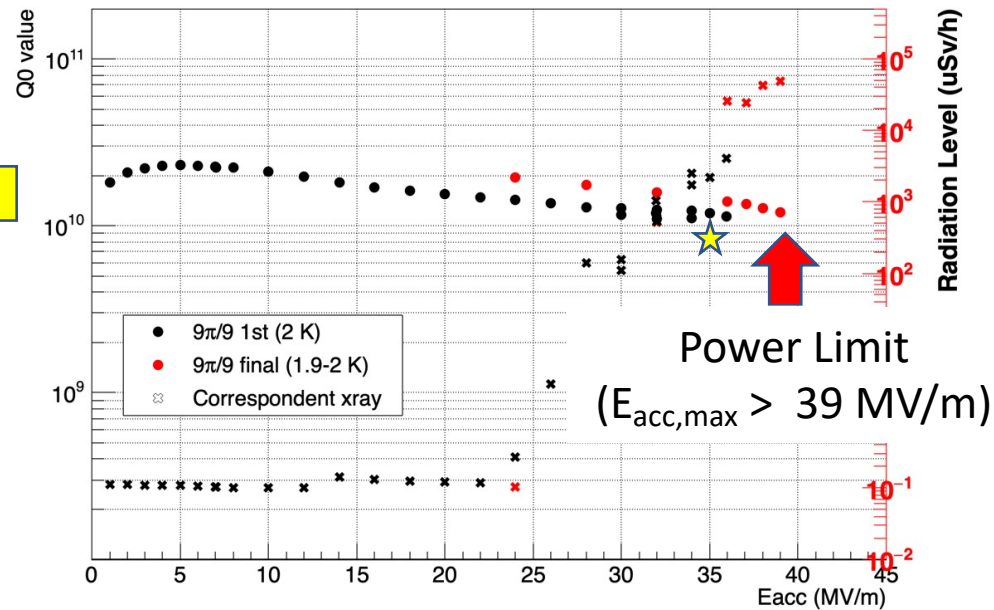 Q0 value
10¹¹
10¹⁰
10⁹
9π/9 1st (2 K)
9π/9 final (1.9-2 K)
Correspondent xray
Power Limit
(E_acc,max > 39 MV/m)
Radiation Level (uSv/h)
10⁵
10⁴
10³
10²
10⁻¹
10⁻²
0 5 10 15 20 25 30 35 40 45
Eacc (MV/m)